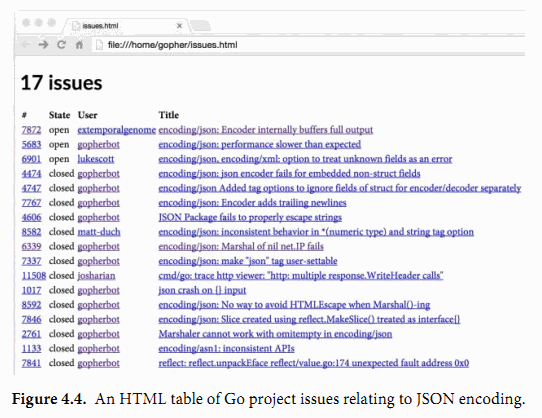 issues.html
file:///home/gopher/issues.html
17 issues
# State User Title
7872 open extemporalgenome encoding/json: Encoder internally buffers full output
5683 open gopherbot encoding/json: performance slower than expected
6901 open lukescott encoding/json, encoding/xml: option to treat unknown fields as an error
4474 closed gopherbot encoding/json: json encoder fails for embedded non-struct fields
4747 closed gopherbot encoding/json Added tag options to ignore fields of struct for encoder/decoder separately
7767 closed gopherbot encoding/json: Encoder adds trailing newlines
4606 closed gopherbot JSON Package fails to properly escape strings
8582 closed matt-duch encoding/json: inconsistent behavior in *(numeric type) and string tag option
6339 closed gopherbot encoding/json: Marshal of nil net.IP fails
7337 closed gopherbot encoding/json: make "json" tag user-settable
11508 closed josharian cmd/go: trace http viewer: "http: multiple response.WriteHeader calls"
1017 closed gopherbot json crash on {} input
8592 closed gopherbot encoding/json: No way to avoid HTMLEscape when Marshal()-ing
7846 closed gopherbot encoding/json: Slice created using reflect.MakeSlice() treated as interface{}
2761 closed gopherbot Marshaler cannot work with omitempty in encoding/json
1133 closed gopherbot encoding/asn1: inconsistent APIs
7841 closed gopherbot reflect: reflect.unpackEface reflect/value.go:174 unexpected fault address 0x0
Figure 4.4. An HTML table of Go project issues relating to JSON encoding.